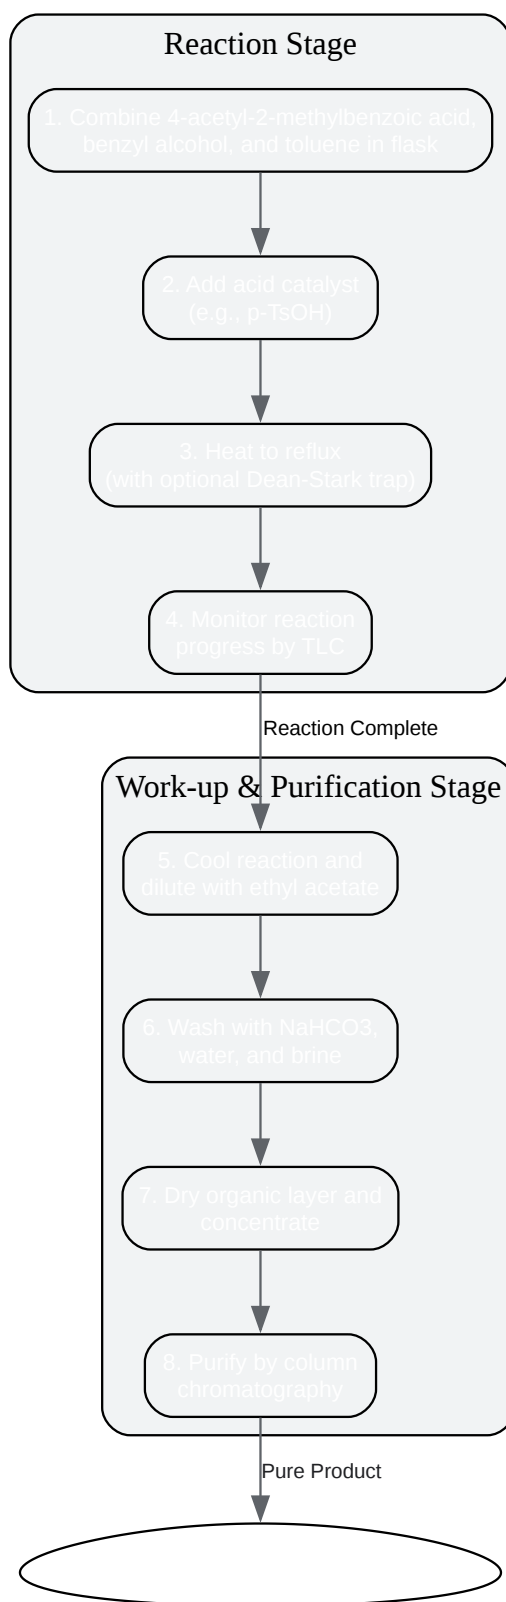 Reaction Stage
1. Combine 4-acetyl-2-methylbenzoic acid,
benzyl alcohol, and toluene in flask
2. Add acid catalyst
(e.g., p-TsOH)
3. Heat to reflux
(with optional Dean-Stark trap)
4. Monitor reaction
progress by TLC
Reaction Complete
Work-up & Purification Stage
5. Cool reaction and
dilute with ethyl acetate
6. Wash with NaHCO3,
water, and brine
7. Dry organic layer and
concentrate
8. Purify by column
chromatography
Pure Product